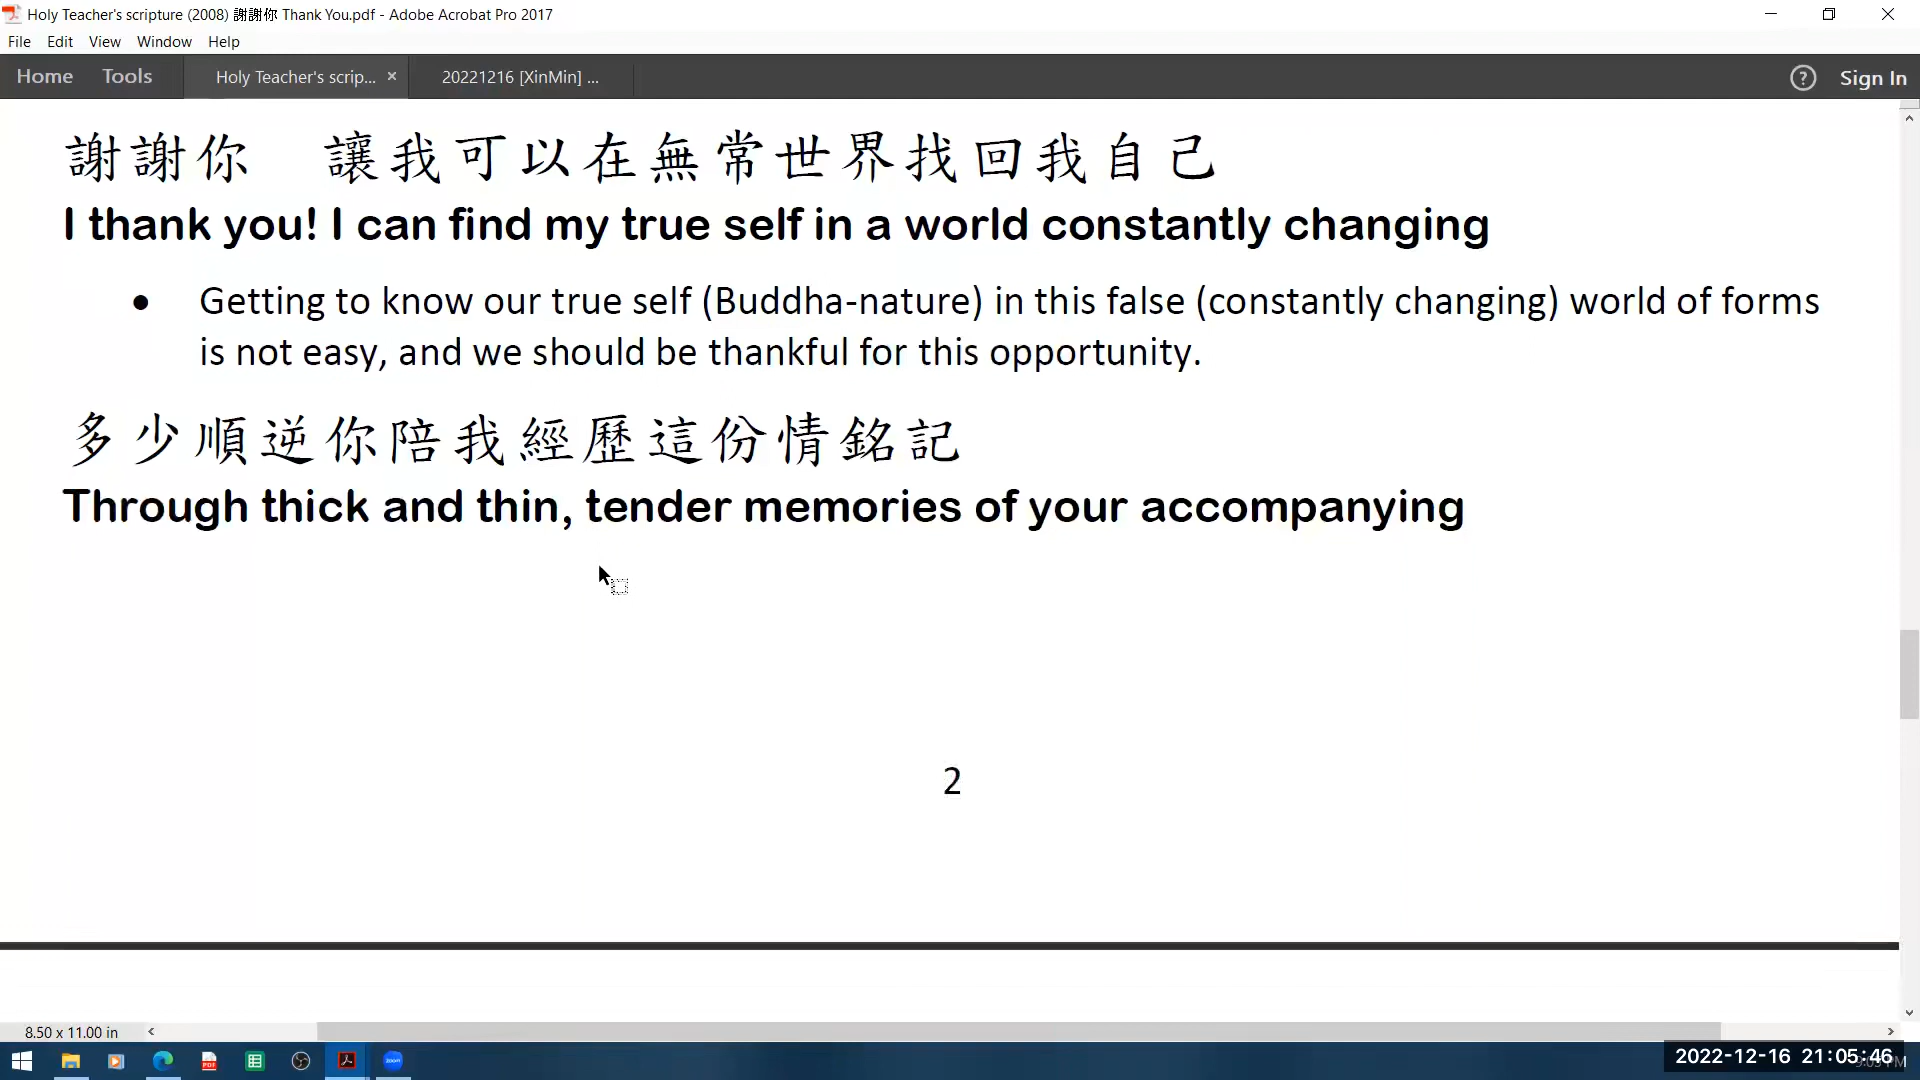 Holy Teacher's scripture (2008) 謝謝你 Thank You.pdf - Adobe Acrobat Pro 2017
File Edit View Window Help
Home Tools Holy Teacher's scrip... × 20221216 [XinMin] ... ? Sign In
謝謝你 讓我可以在無常世界找回我自己
I thank you! I can find my true self in a world constantly changing
• Getting to know our true self (Buddha-nature) in this false (constantly changing) world of forms
is not easy, and we should be thankful for this opportunity.
多少順逆你陪我經歷這份情銘記
Through thick and thin, tender memories of your accompanying
2
8.50 x 11.00 in
PDF zoom 2022-12-16 21:05:46